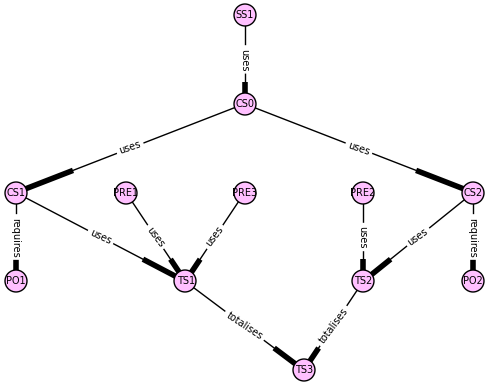 SS1
uses
CS0
uses
uses
CS1
PRE1
PRE3
PRE2
CS2
requires
uses
uses
uses
uses
uses
requires
PO1
TS1
TS2
PO2
totalises
totalises
TS3